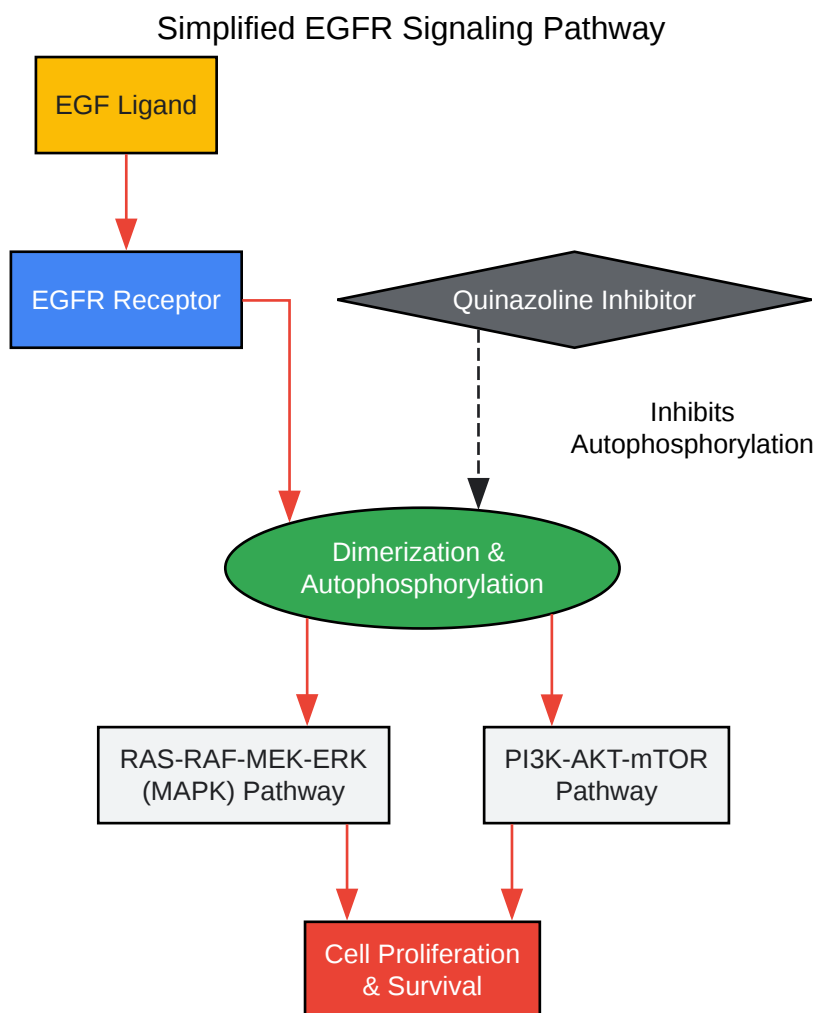 Simplified EGFR Signaling Pathway
EGF Ligand
EGFR Receptor
Quinazoline Inhibitor
Inhibits
Autophosphorylation
Dimerization &
Autophosphorylation
RAS-RAF-MEK-ERK
(MAPK) Pathway
PI3K-AKT-mTOR
Pathway
Cell Proliferation
& Survival